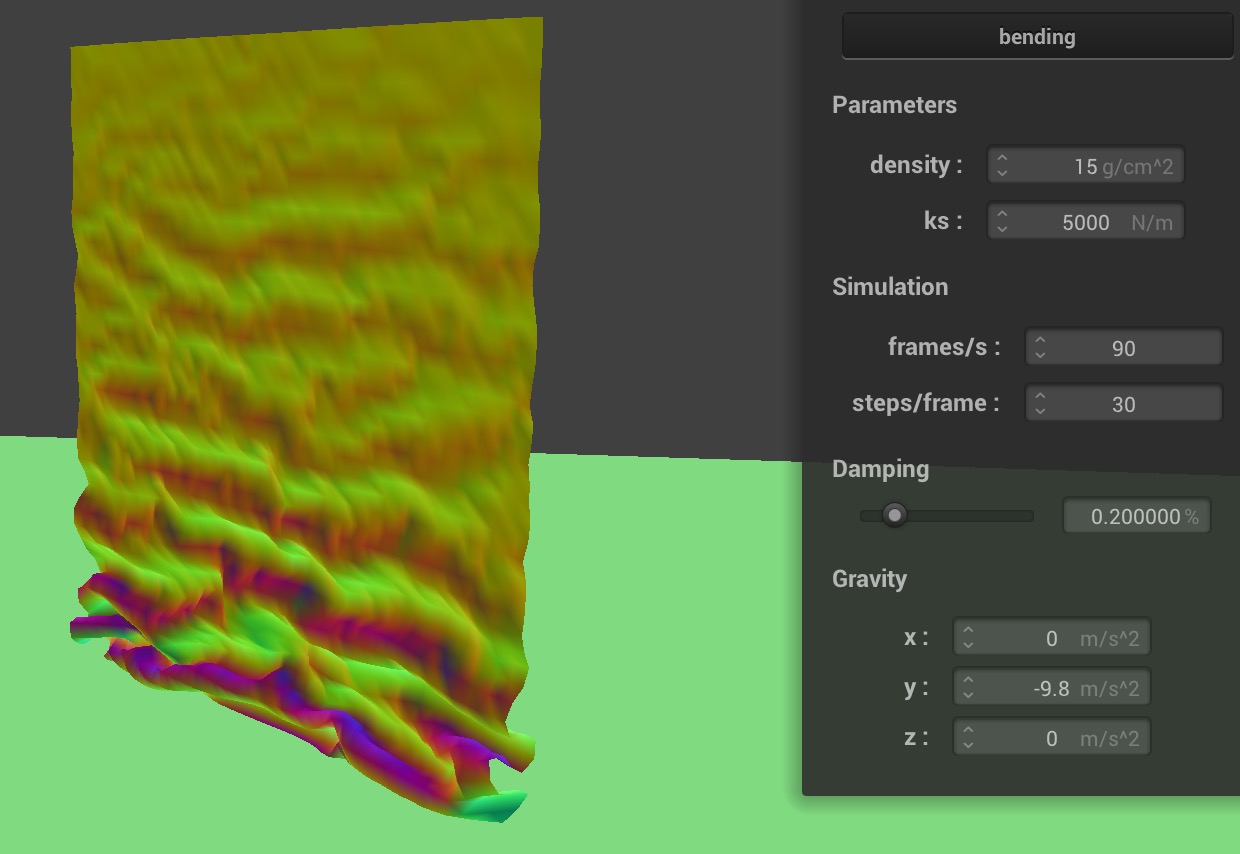 bending
Parameters
density : 15 g/cm^2
ks : 5000 N/m
Simulation
frames/s : 90
steps/frame : 30
Damping
0.200000 %
Gravity
x : 0 m/s^2
y : -9.8 m/s^2
z : 0 m/s^2